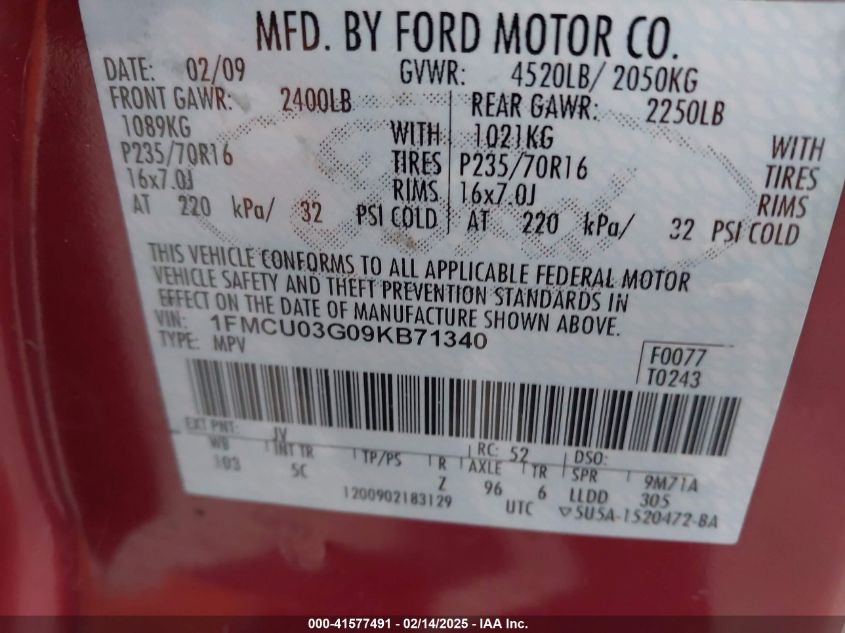 MFD. BY FORD MOTOR CO.
DATE: 02/09 GVWR: 4520LB/ 2050KG
FRONT GAWR: 2400LB REAR GAWR: 2250LB
1089KG WITH 1021KG WITH
P235/70R16 TIRES P235/70R16 TIRES
16x7.0J RIMS 16x7.0J RIMS
AT 220 kPa/ 32 PSI COLD AT 220 kPa/ 32 PSI COLD
THIS VEHICLE CONFORMS TO ALL APPLICABLE FEDERAL MOTOR
VEHICLE SAFETY AND THEFT PREVENTION STANDARDS IN
EFFECT ON THE DATE OF MANUFACTURE SHOWN ABOVE.
VIN: 1FMCU03G09KB71340
TYPE: MPV F0077
T0243
EXT PNT: JV RC: 52 DSO:
WB INT TR TP/PS R AXLE TR SPR 9M71A
103 5C Z 96 6 LLDD 305
1200902183129 UTC ▽5U5A-1520472-BA
000-41577491 - 02/14/2025 - IAA Inc.